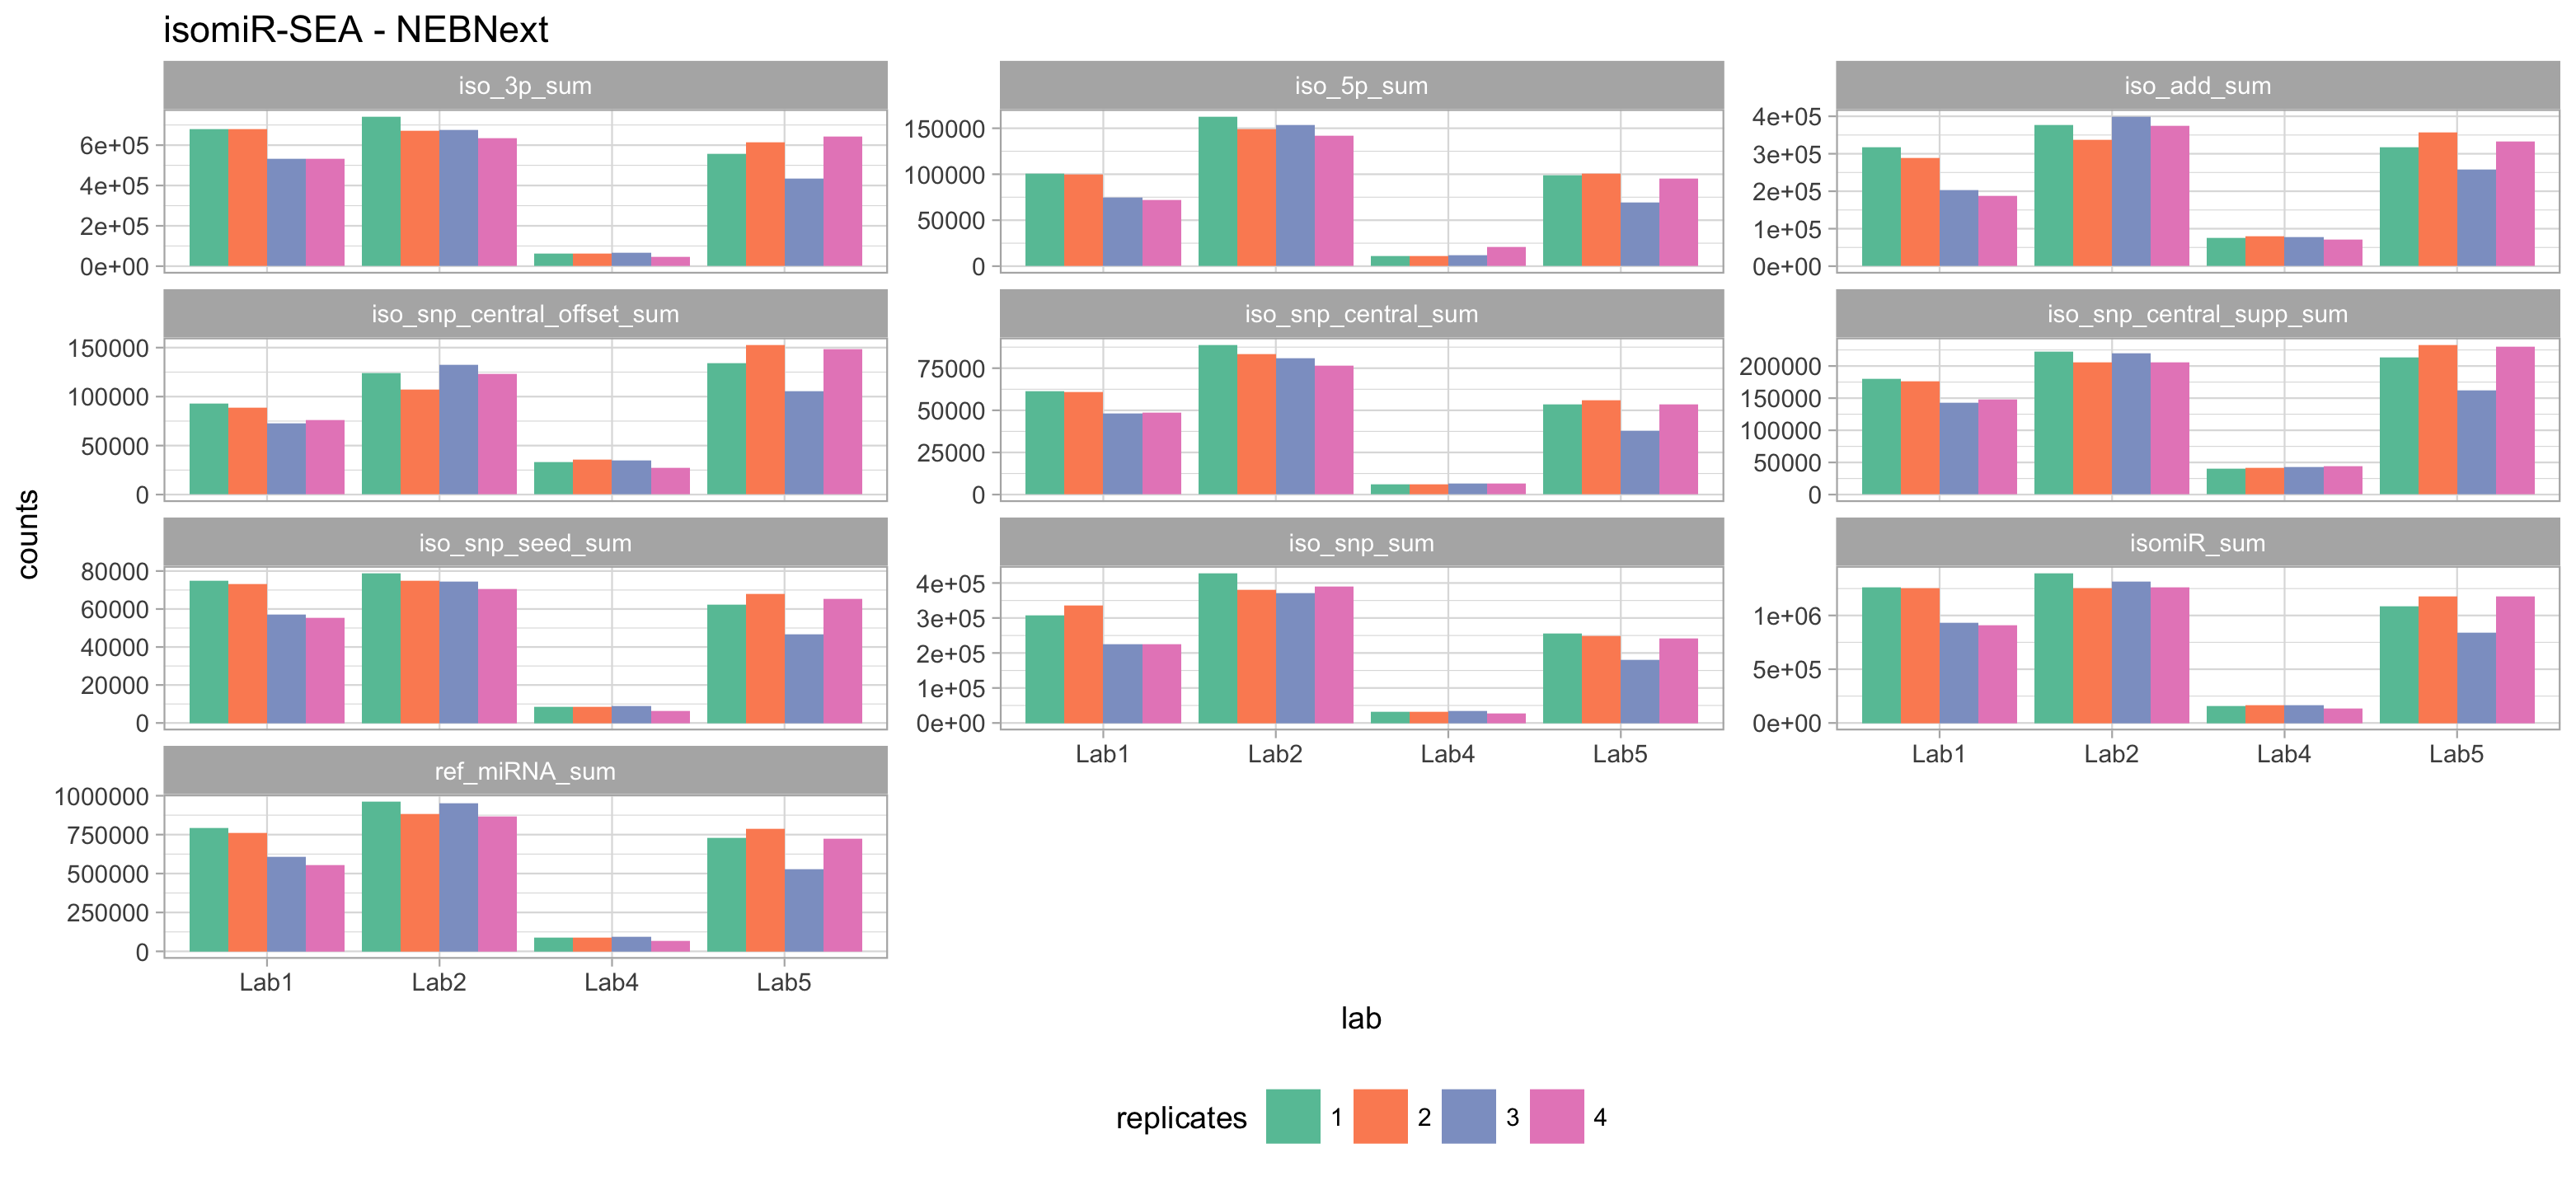 isomiR-SEA - NEBNext
iso_3p_sum
6e+05
4e+05
2e+05
0e+00
iso_5p_sum
150000
100000
50000
0
iso_add_sum
4e+05
3e+05
2e+05
1e+05
0e+00
iso_snp_central_offset_sum
150000
100000
50000
0
iso_snp_central_sum
75000
50000
25000
0
iso_snp_central_supp_sum
200000
150000
100000
50000
0
iso_snp_seed_sum
80000
60000
40000
20000
0
iso_snp_sum
4e+05
3e+05
2e+05
1e+05
0e+00
Lab1 Lab2 Lab4 Lab5
isomiR_sum
1e+06
5e+05
0e+00
Lab1 Lab2 Lab4 Lab5
ref_miRNA_sum
1000000
750000
500000
250000
0
Lab1 Lab2 Lab4 Lab5
counts
lab
replicates 1 2 3 4